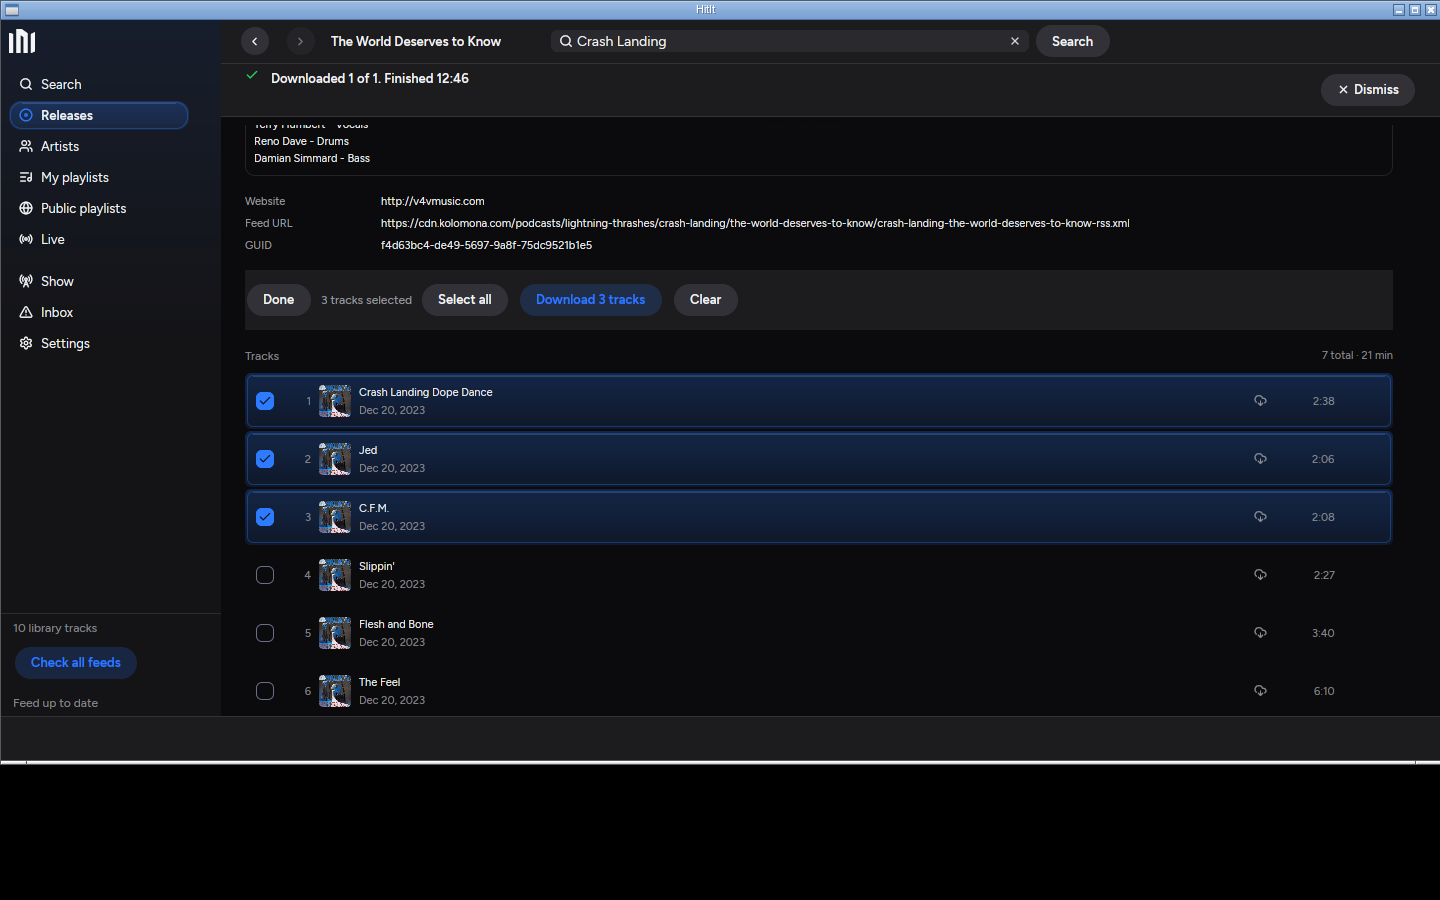 HitIt
The World Deserves to Know
Crash Landing
Search
Downloaded 1 of 1. Finished 12:46
Dismiss
Search
Releases
Artists
My playlists
Public playlists
Live
Show
Inbox
Settings
10 library tracks
Check all feeds
Feed up to date
Terry Humbert - Vocals
Reno Dave - Drums
Damian Simmard - Bass
Website http://v4vmusic.com
Feed URL https://cdn.kolomona.com/podcasts/lightning-thrashes/crash-landing/the-world-deserves-to-know/crash-landing-the-world-deserves-to-know-rss.xml
GUID f4d63bc4-de49-5697-9a8f-75dc9521b1e5
Done 3 tracks selected Select all Download 3 tracks Clear
Tracks 7 total · 21 min
1 Crash Landing Dope Dance 2:38
Dec 20, 2023
2 Jed 2:06
Dec 20, 2023
3 C.F.M. 2:08
Dec 20, 2023
4 Slippin' 2:27
Dec 20, 2023
5 Flesh and Bone 3:40
Dec 20, 2023
6 The Feel 6:10
Dec 20, 2023